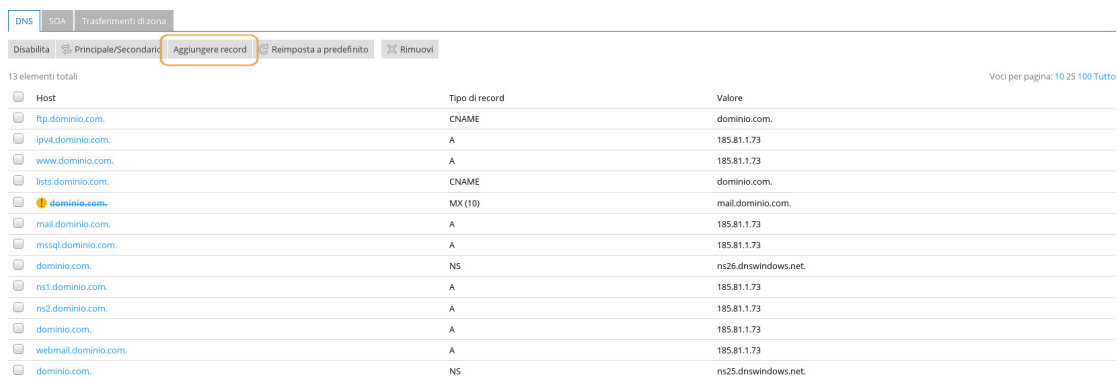 DNS SOA Trasferimenti di zona
Disabilita Principale/Secondario Aggiungere record Reimposta a predefinito Rimuovi
13 elementi totali Voci per pagina: 10 25 100 Tutto
Host Tipo di record Valore
ftp.dominio.com. CNAME dominio.com.
ipv4.dominio.com. A 185.81.1.73
www.dominio.com. A 185.81.1.73
lists.dominio.com. CNAME dominio.com.
dominio.com. MX (10) mail.dominio.com.
mail.dominio.com. A 185.81.1.73
mssql.dominio.com. A 185.81.1.73
dominio.com. NS ns26.dnswindows.net.
ns1.dominio.com. A 185.81.1.73
ns2.dominio.com. A 185.81.1.73
dominio.com. A 185.81.1.73
webmail.dominio.com. A 185.81.1.73
dominio.com. NS ns25.dnswindows.net.